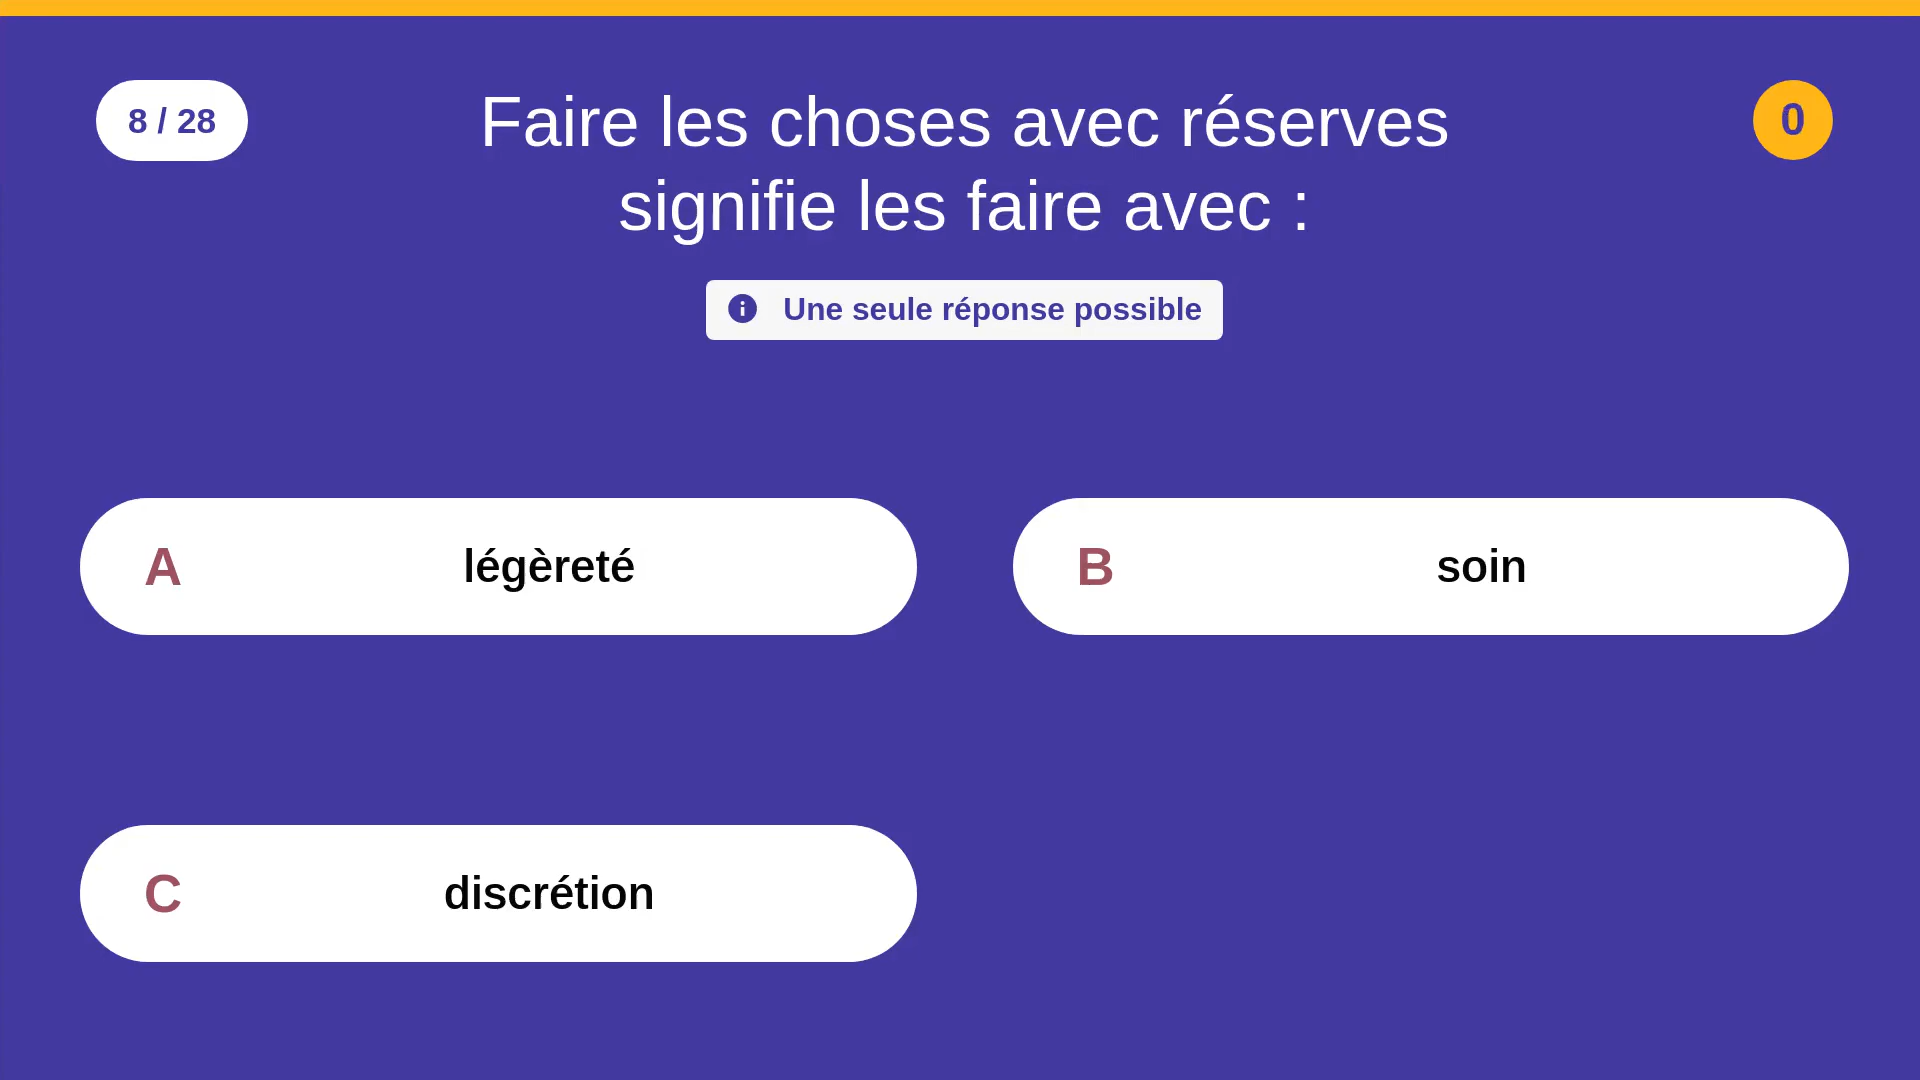 8 / 28
Faire les choses avec réserves
signifie les faire avec :
0
Une seule réponse possible
A légèreté
B soin
C discrétion